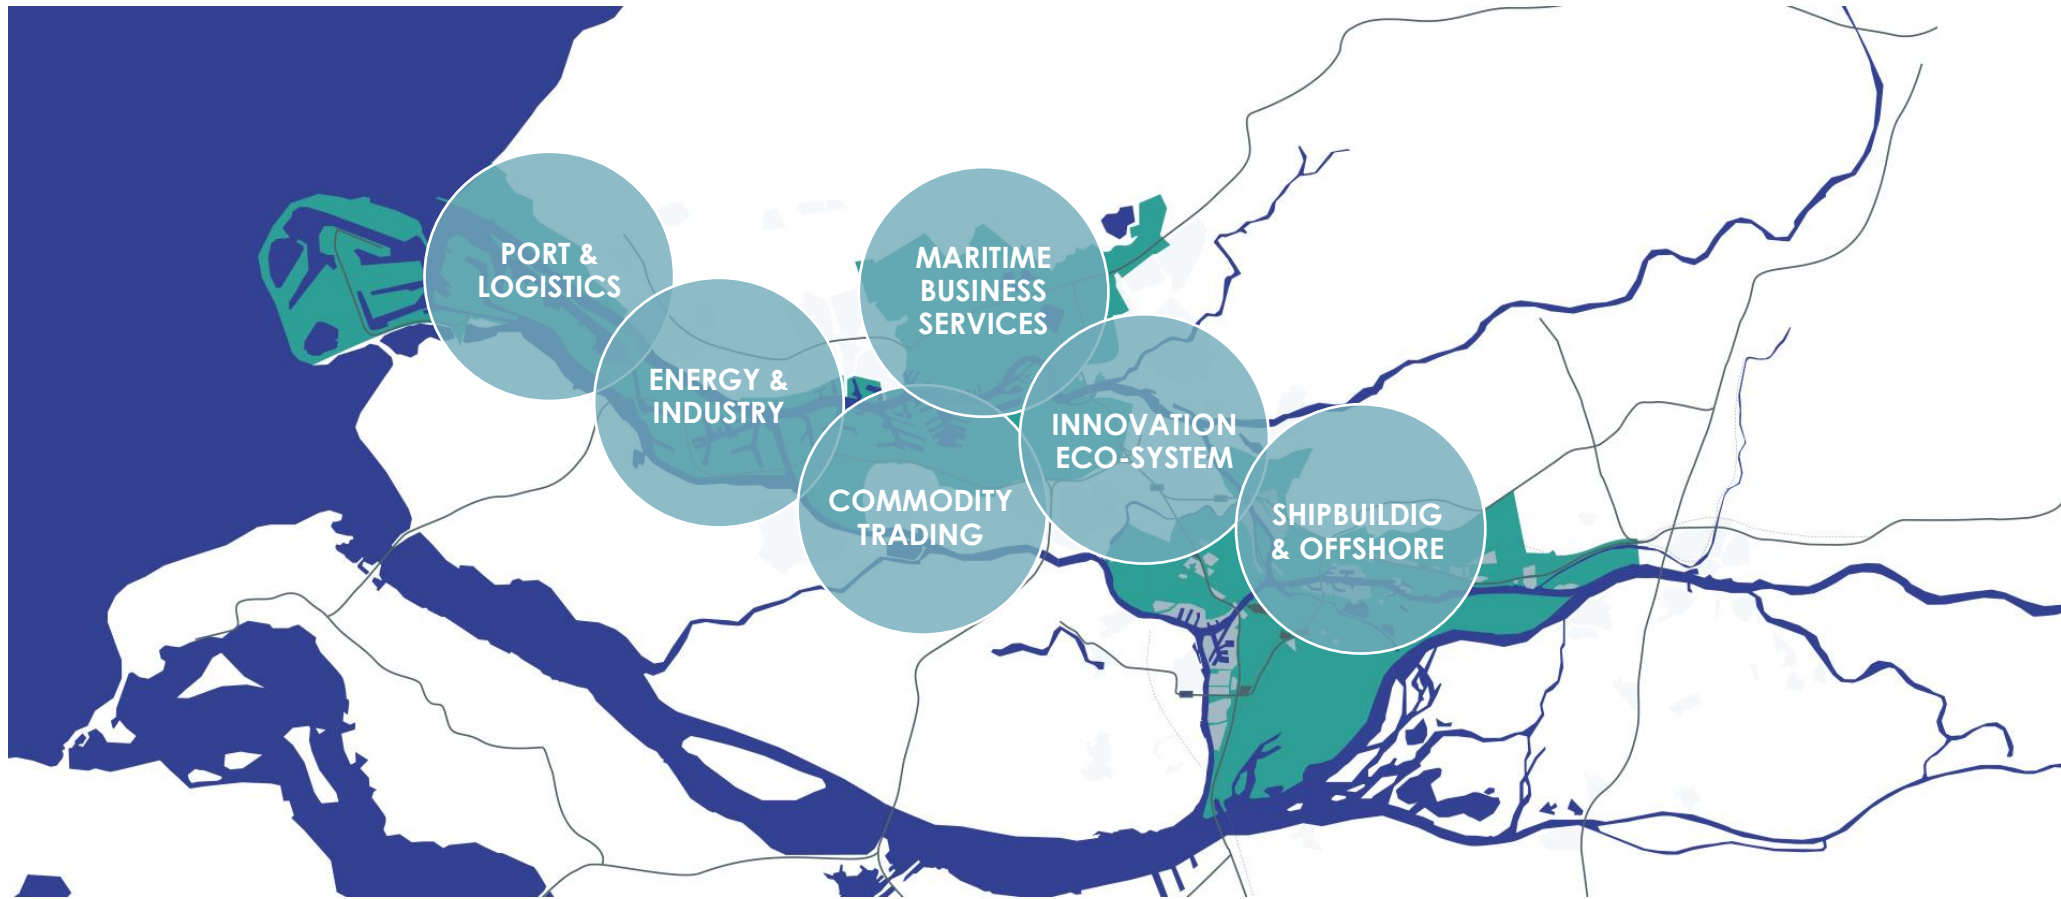 PORT &
LOGISTICS
ENERGY &
INDUSTRY
MARITIME
BUSINESS
SERVICES
COMMODITY
TRADING
INNOVATION
ECO-SYSTEM
SHIPBUILDIG
& OFFSHORE